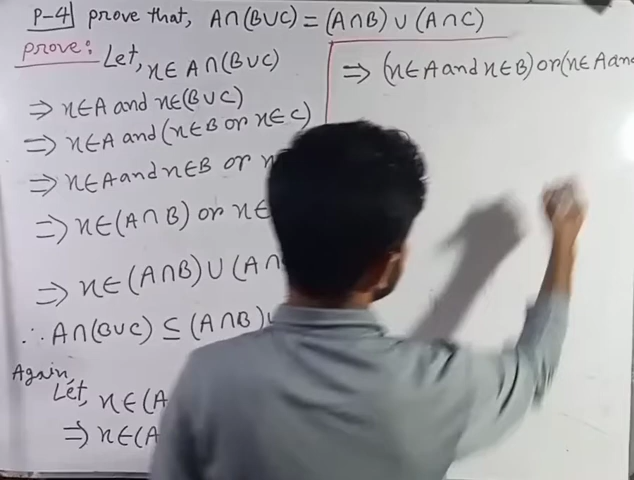 P-4 prove that, A∩(B∪C) = (A∩B) ∪ (A∩C)
prove: Let, x∈ A∩(B∪C)
⇒ x∈A and x∈(B∪C)
⇒ x∈A and (x∈B or x∈C)
⇒ x∈A and x∈B or x
⇒ x∈(A∩B) or x∈
⇒ x∈(A∩B)∪(A∩
∴ A∩(B∪C) ⊆ (A∩B)∪
Again,
Let, x∈(A
⇒ x∈(A
⇒ (x∈A and x∈B) or (x∈A and